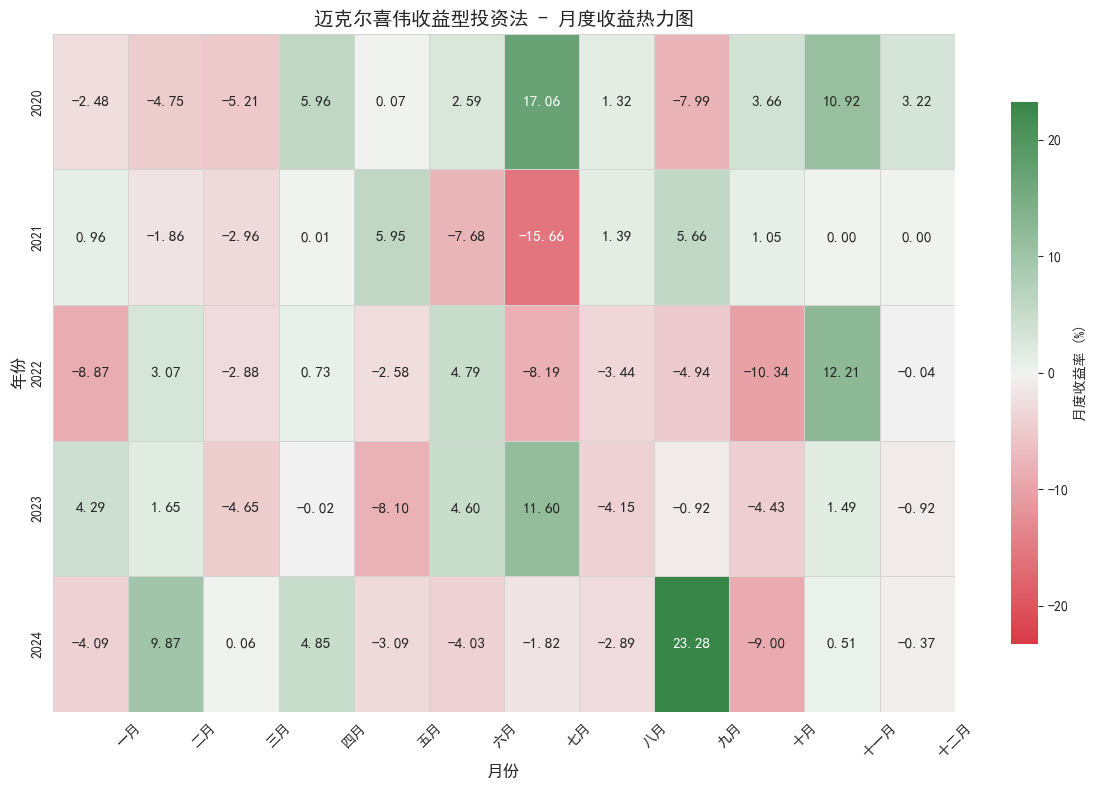 迈克尔喜伟收益型投资法 - 月度收益热力图
2020 -2.48 -4.75 -5.21 5.96 0.07 2.59 17.06 1.32 -7.99 3.66 10.92 3.22
2021 0.96 -1.86 -2.96 0.01 5.95 -7.68 -15.66 1.39 5.66 1.05 0.00 0.00
2022 -8.87 3.07 -2.88 0.73 -2.58 4.79 -8.19 -3.44 -4.94 -10.34 12.21 -0.04
2023 4.29 1.65 -4.65 -0.02 -8.10 4.60 11.60 -4.15 -0.92 -4.43 1.49 -0.92
2024 -4.09 9.87 0.06 4.85 -3.09 -4.03 -1.82 -2.89 23.28 -9.00 0.51 -0.37
年份
一月 二月 三月 四月 五月 六月 七月 八月 九月 十月 十一月 十二月
月份
20
10
0
-10
-20
月度收益率 (%)